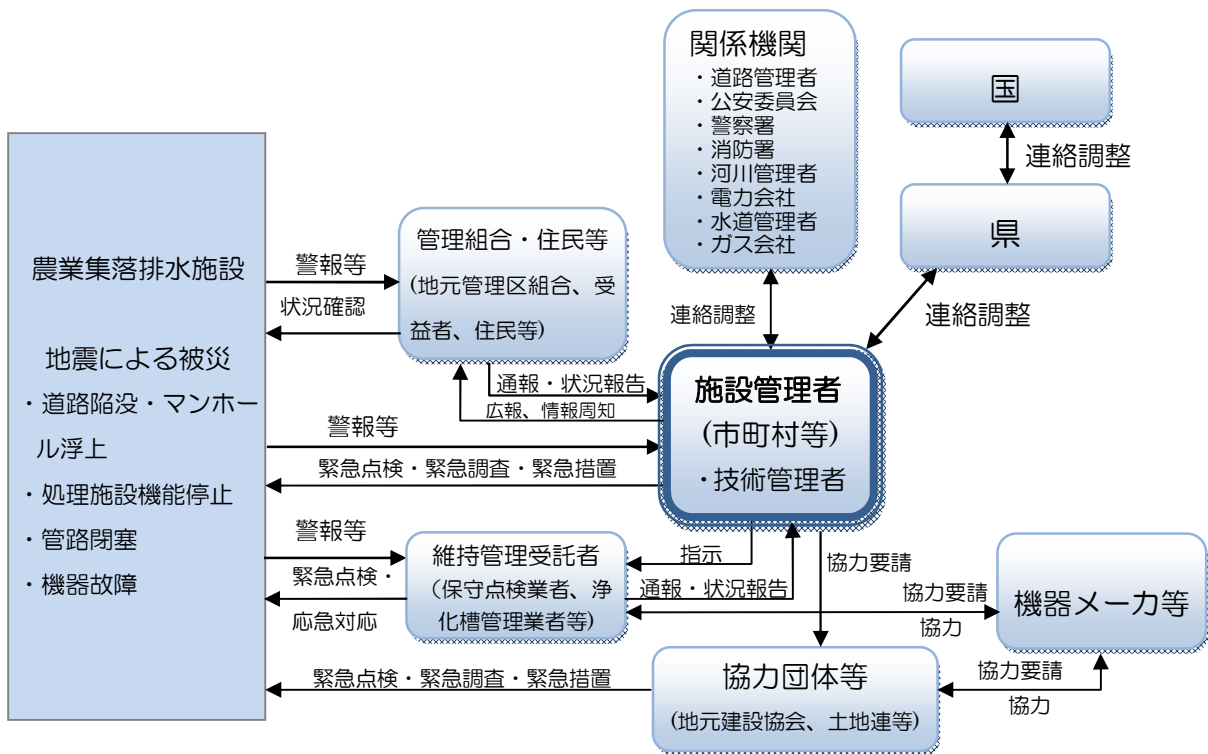 関係機関
・道路管理者
・公安委員会
・警察署
・消防署
・河川管理者
・電力会社
・水道管理者
・ガス会社
国
連絡調整
県
連絡調整
連絡調整
農業集落排水施設
地震による被災
・道路陥没・マンホー
ル浮上
・処理施設機能停止
・管路閉塞
・機器故障
警報等
状況確認
管理組合・住民等
(地元管理区組合、受
益者、住民等)
通報・状況報告
広報、情報周知
警報等
緊急点検・緊急調査・緊急措置
施設管理者
(市町村等)
・技術管理者
警報等
緊急点検・
応急対応
維持管理受託者
(保守点検業者、浄
化槽管理業者等)
指示
通報・状況報告
協力要請
協力要請
協力
機器メーカ等
緊急点検・緊急調査・緊急措置
協力団体等
(地元建設協会、土地連等)
協力要請
協力